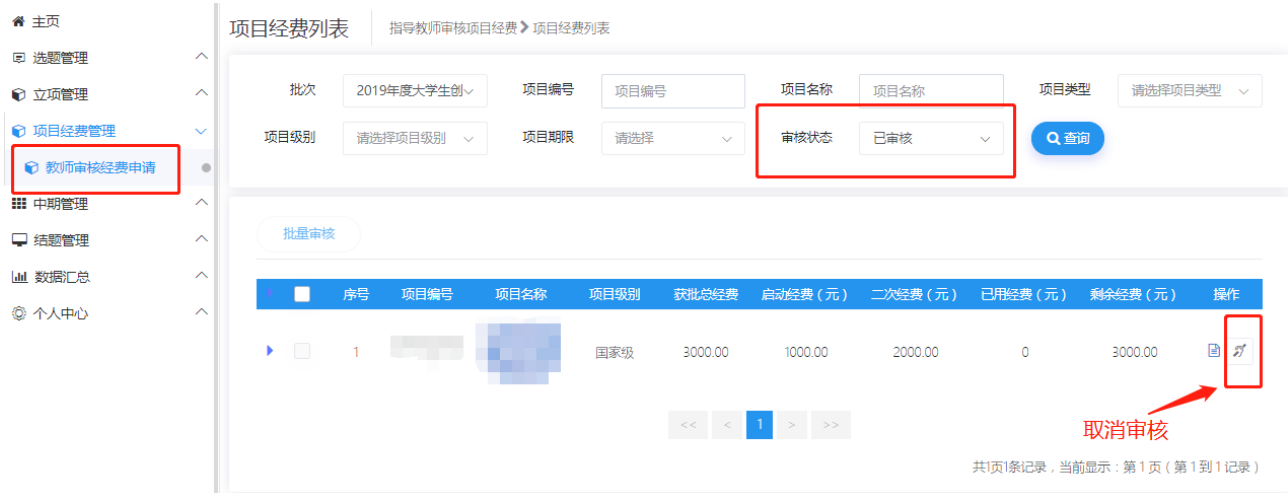 主页
选题管理
立项管理
项目经费管理
教师审核经费申请
中期管理
结题管理
数据汇总
个人中心
项目经费列表 指导教师审核项目经费 项目经费列表
批次 2019年度大学生创 项目编号 项目编号 项目名称 项目名称 项目类型 请选择项目类型
项目级别 请选择项目级别 项目期限 请选择 审核状态 已审核 查询
批量审核
序号 项目编号 项目名称 项目级别 获批总经费 启动经费（元） 二次经费（元） 已用经费（元） 剩余经费（元） 操作
1 国家级 3000.00 1000.00 2000.00 0 3000.00
<< < 1 > >>
取消审核
共1页1条记录，当前显示：第1页（第1到1记录）